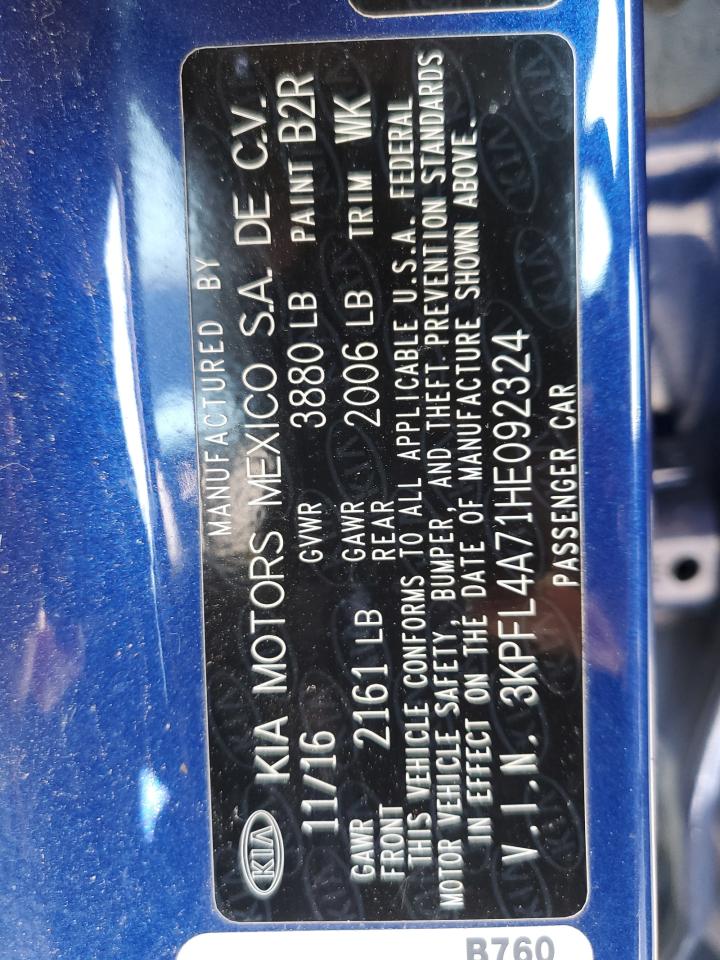 MANUFACTURED BY
KIA KIA MOTORS MEXICO S.A. DE C.V.
11/16 GVWR 3880 LB PAINT B2R
GAWR FRONT 2161 LB GAWR REAR 2006 LB TRIM WK
THIS VEHICLE CONFORMS TO ALL APPLICABLE U.S.A. FEDERAL
MOTOR VEHICLE SAFETY, BUMPER, AND THEFT PREVENTION STANDARDS
IN EFFECT ON THE DATE OF MANUFACTURE SHOWN ABOVE.
V.I.N. 3KPFL4A71HE092324
PASSENGER CAR
B760